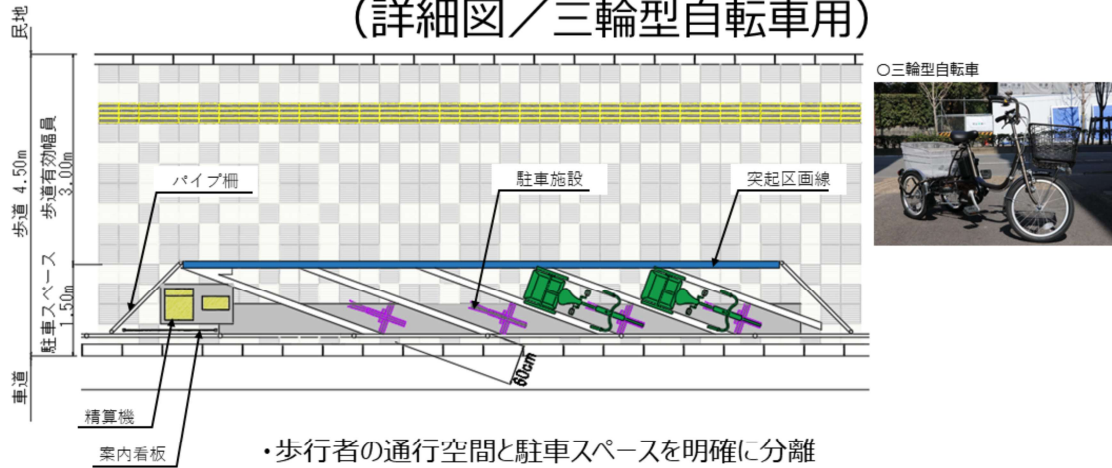 (詳細図/三輪型自転車用)
民地
○三輪型自転車
歩道 4.50m
歩道有効幅員
3.00m
パイプ柵
駐車施設
突起区画線
駐車スペース
1.50m
60cm
車道
精算機
案内看板
・歩行者の通行空間と駐車スペースを明確に分離